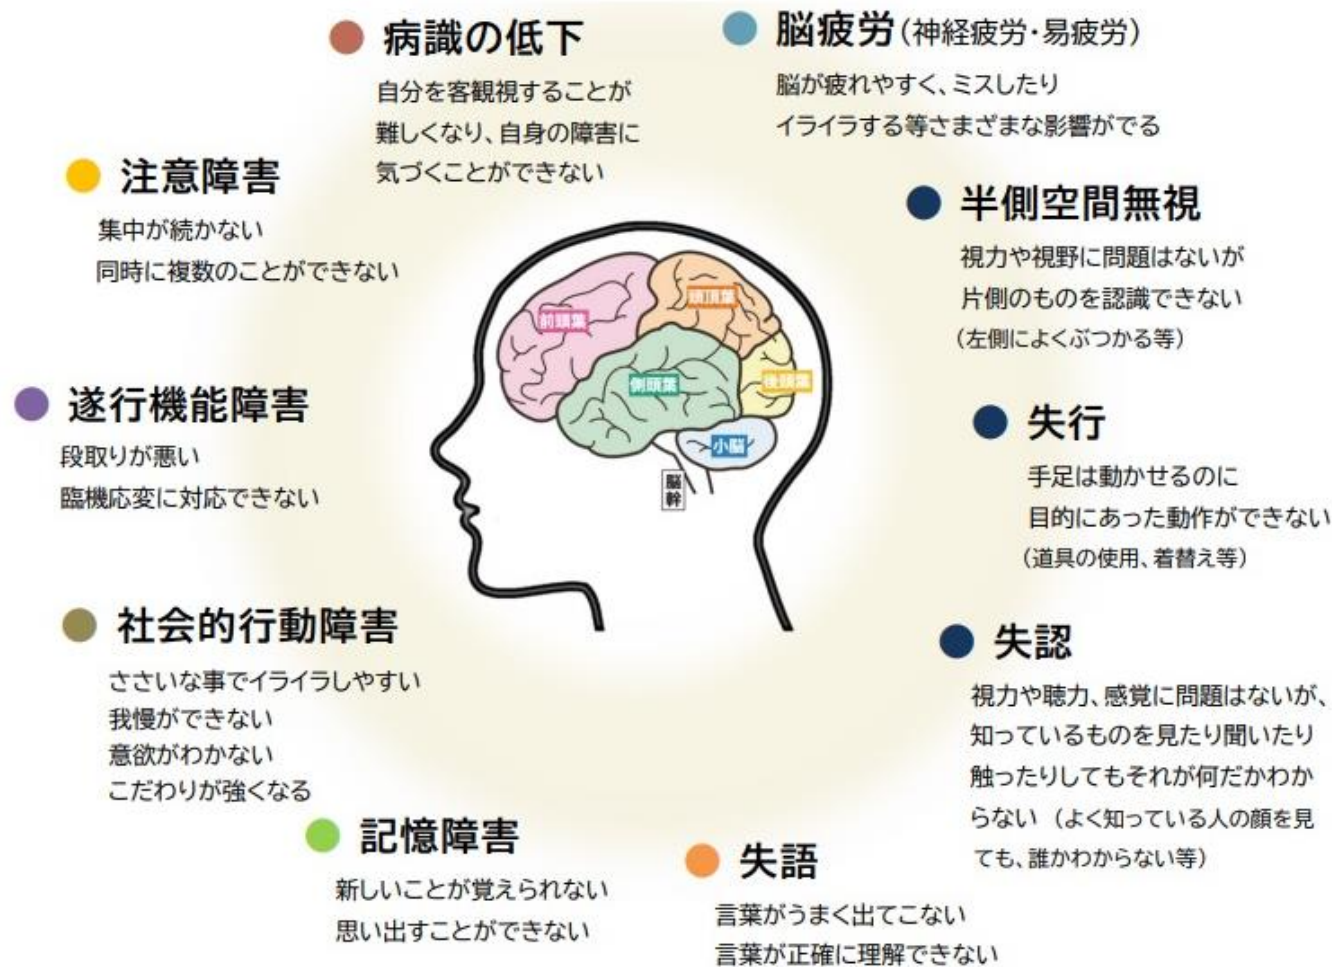 病識の低下
自分を客観視することが
難しくなり、自身の障害に
気づくことができない
脳疲労(神経疲労・易疲労)
脳が疲れやすく、ミスしたり
イライラする等さまざまな影響がでる
注意障害
集中が続かない
同時に複数のことができない
半側空間無視
視力や視野に問題はないが
片側のものを認識できない
(左側によくぶつかる等)
遂行機能障害
段取りが悪い
臨機応変に対応できない
失行
手足は動かせるのに
目的にあった動作ができない
(道具の使用、着替え等)
前頭葉
頭頂葉
側頭葉
後頭葉
小脳
脳幹
社会的行動障害
ささいな事でイライラしやすい
我慢ができない
意欲がわかない
こだわりが強くなる
失認
視力や聴力、感覚に問題はないが、
知っているものを見たり聞いたり
触ったりしてもそれが何だかわか
らない (よく知っている人の顔を見
ても、誰かわからない等)
記憶障害
新しいことが覚えられない
思い出すことができない
失語
言葉がうまく出てこない
言葉が正確に理解できない